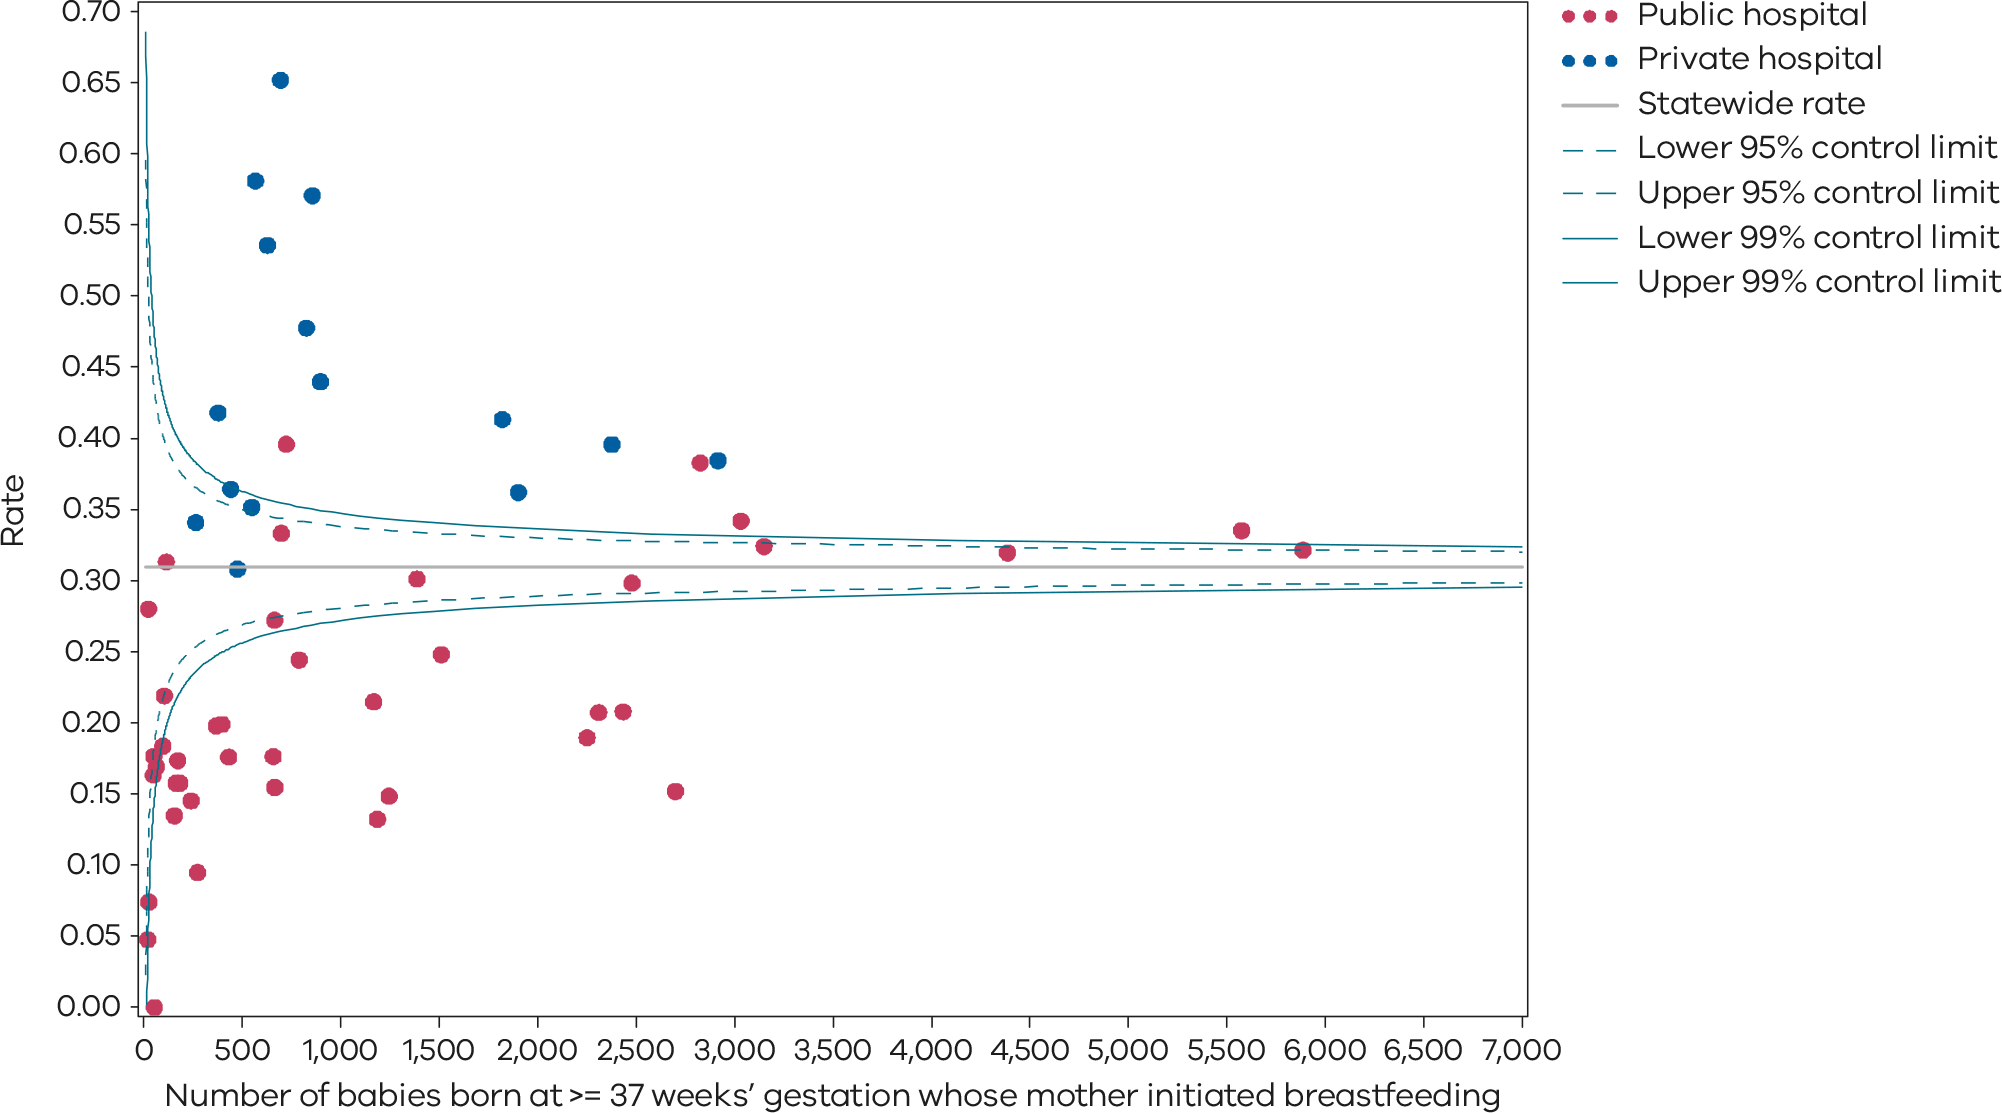 0.70
0.65
0.60
0.55
0.50
0.45
0.40
0.35
0.30
0.25
0.20
0.15
0.10
0.05
0.00
Rate
0 500 1,000 1,500 2,000 2,500 3,000 3,500 4,000 4,500 5,000 5,500 6,000 6,500 7,000
Number of babies born at >= 37 weeks’ gestation whose mother initiated breastfeeding
Public hospital
Private hospital
Statewide rate
Lower 95% control limit
Upper 95% control limit
Lower 99% control limit
Upper 99% control limit